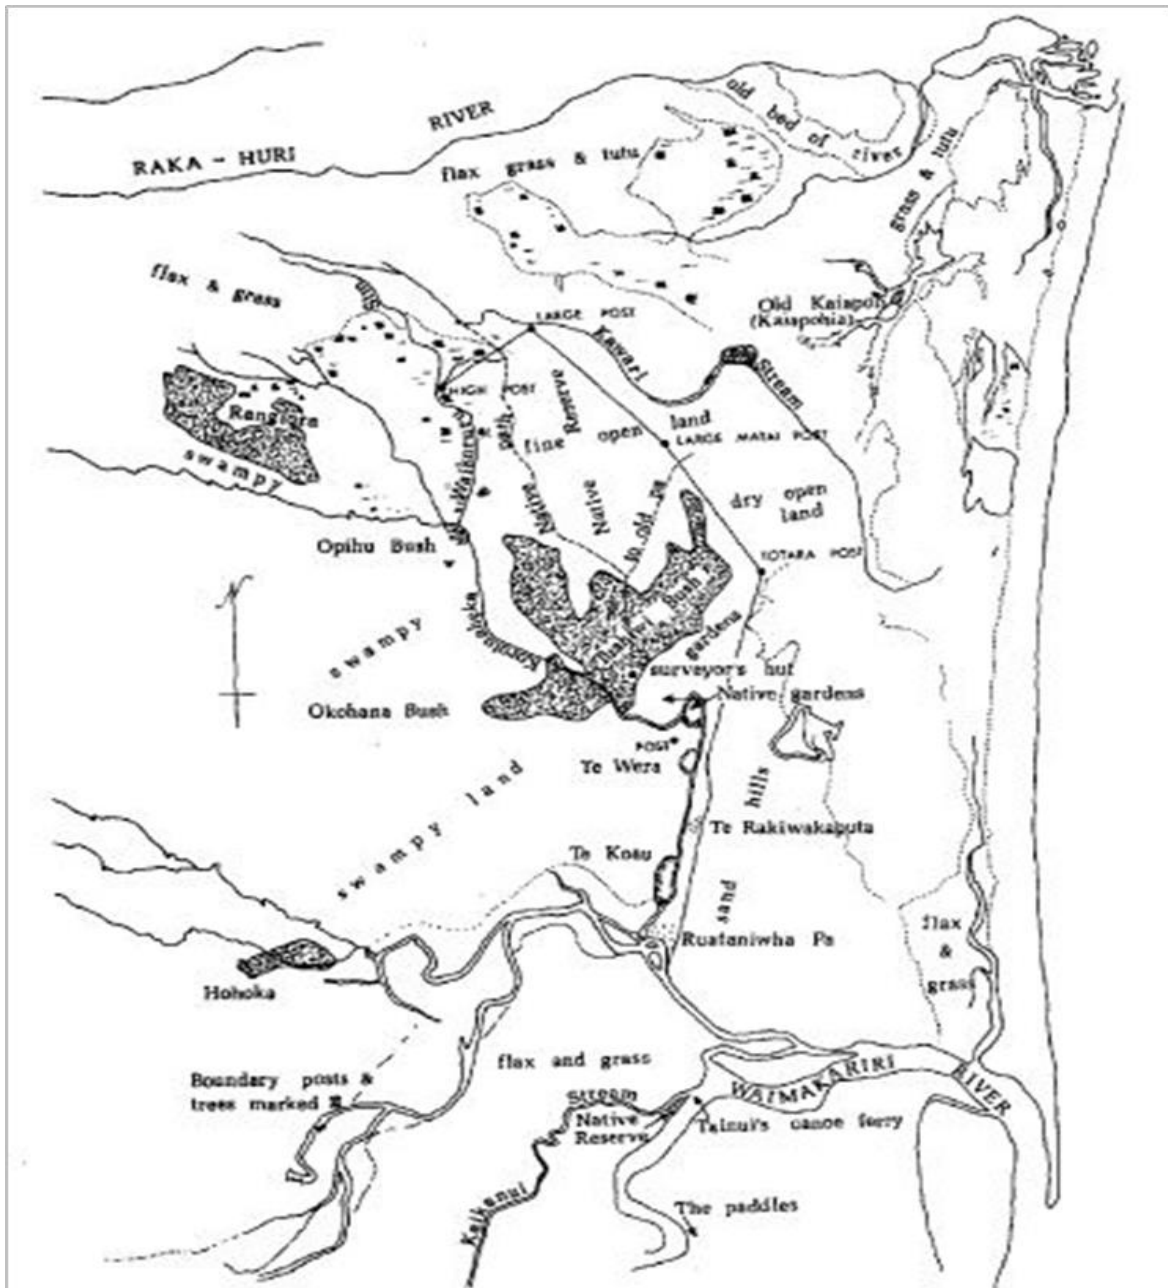 RAKA - HURI RIVER
old bed of river
flax grass & tutu
grass & tutu
flax & grass
Old Kaiapoi
(Kaiapohia)
LARGE POST
Kawari Stream
HIGH POST
Rangiora
swampy
path
Native
Native Reserve
fine open land
LARGE MATAI POST
to old pa
dry open
land
Opihu Bush
TOTARA POST
Bush
gardens
swampy
surveyor's hut
Native gardens
Okohana Bush
POST
Te Wera
swampy land
sand hills
Te Rakiwakaputa
Te Koau
Ruataniwha Pa
flax
&
grass
Hohoka
flax and grass
Boundary posts &
trees marked
WAIMAKARIRI RIVER
Stream
Native
Reserve
Tainui's canoe ferry
Kaikanui
The paddles